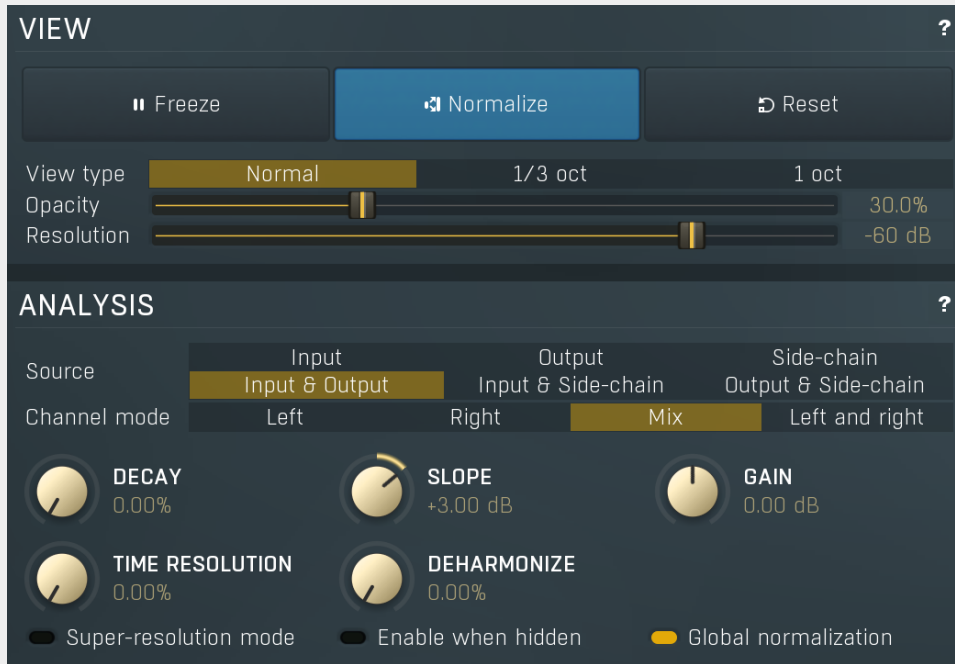 VIEW ?
Freeze Normalize Reset
View type Normal 1/3 oct 1 oct
Opacity 30.0%
Resolution -60 dB
ANALYSIS ?
Source
Input Output Side-chain
Input & Output Input & Side-chain Output & Side-chain
Channel mode Left Right Mix Left and right
DECAY SLOPE GAIN
0.00% +3.00 dB 0.00 dB
TIME RESOLUTION DEHARMONIZE
0.00% 0.00%
Super-resolution mode Enable when hidden Global normalization